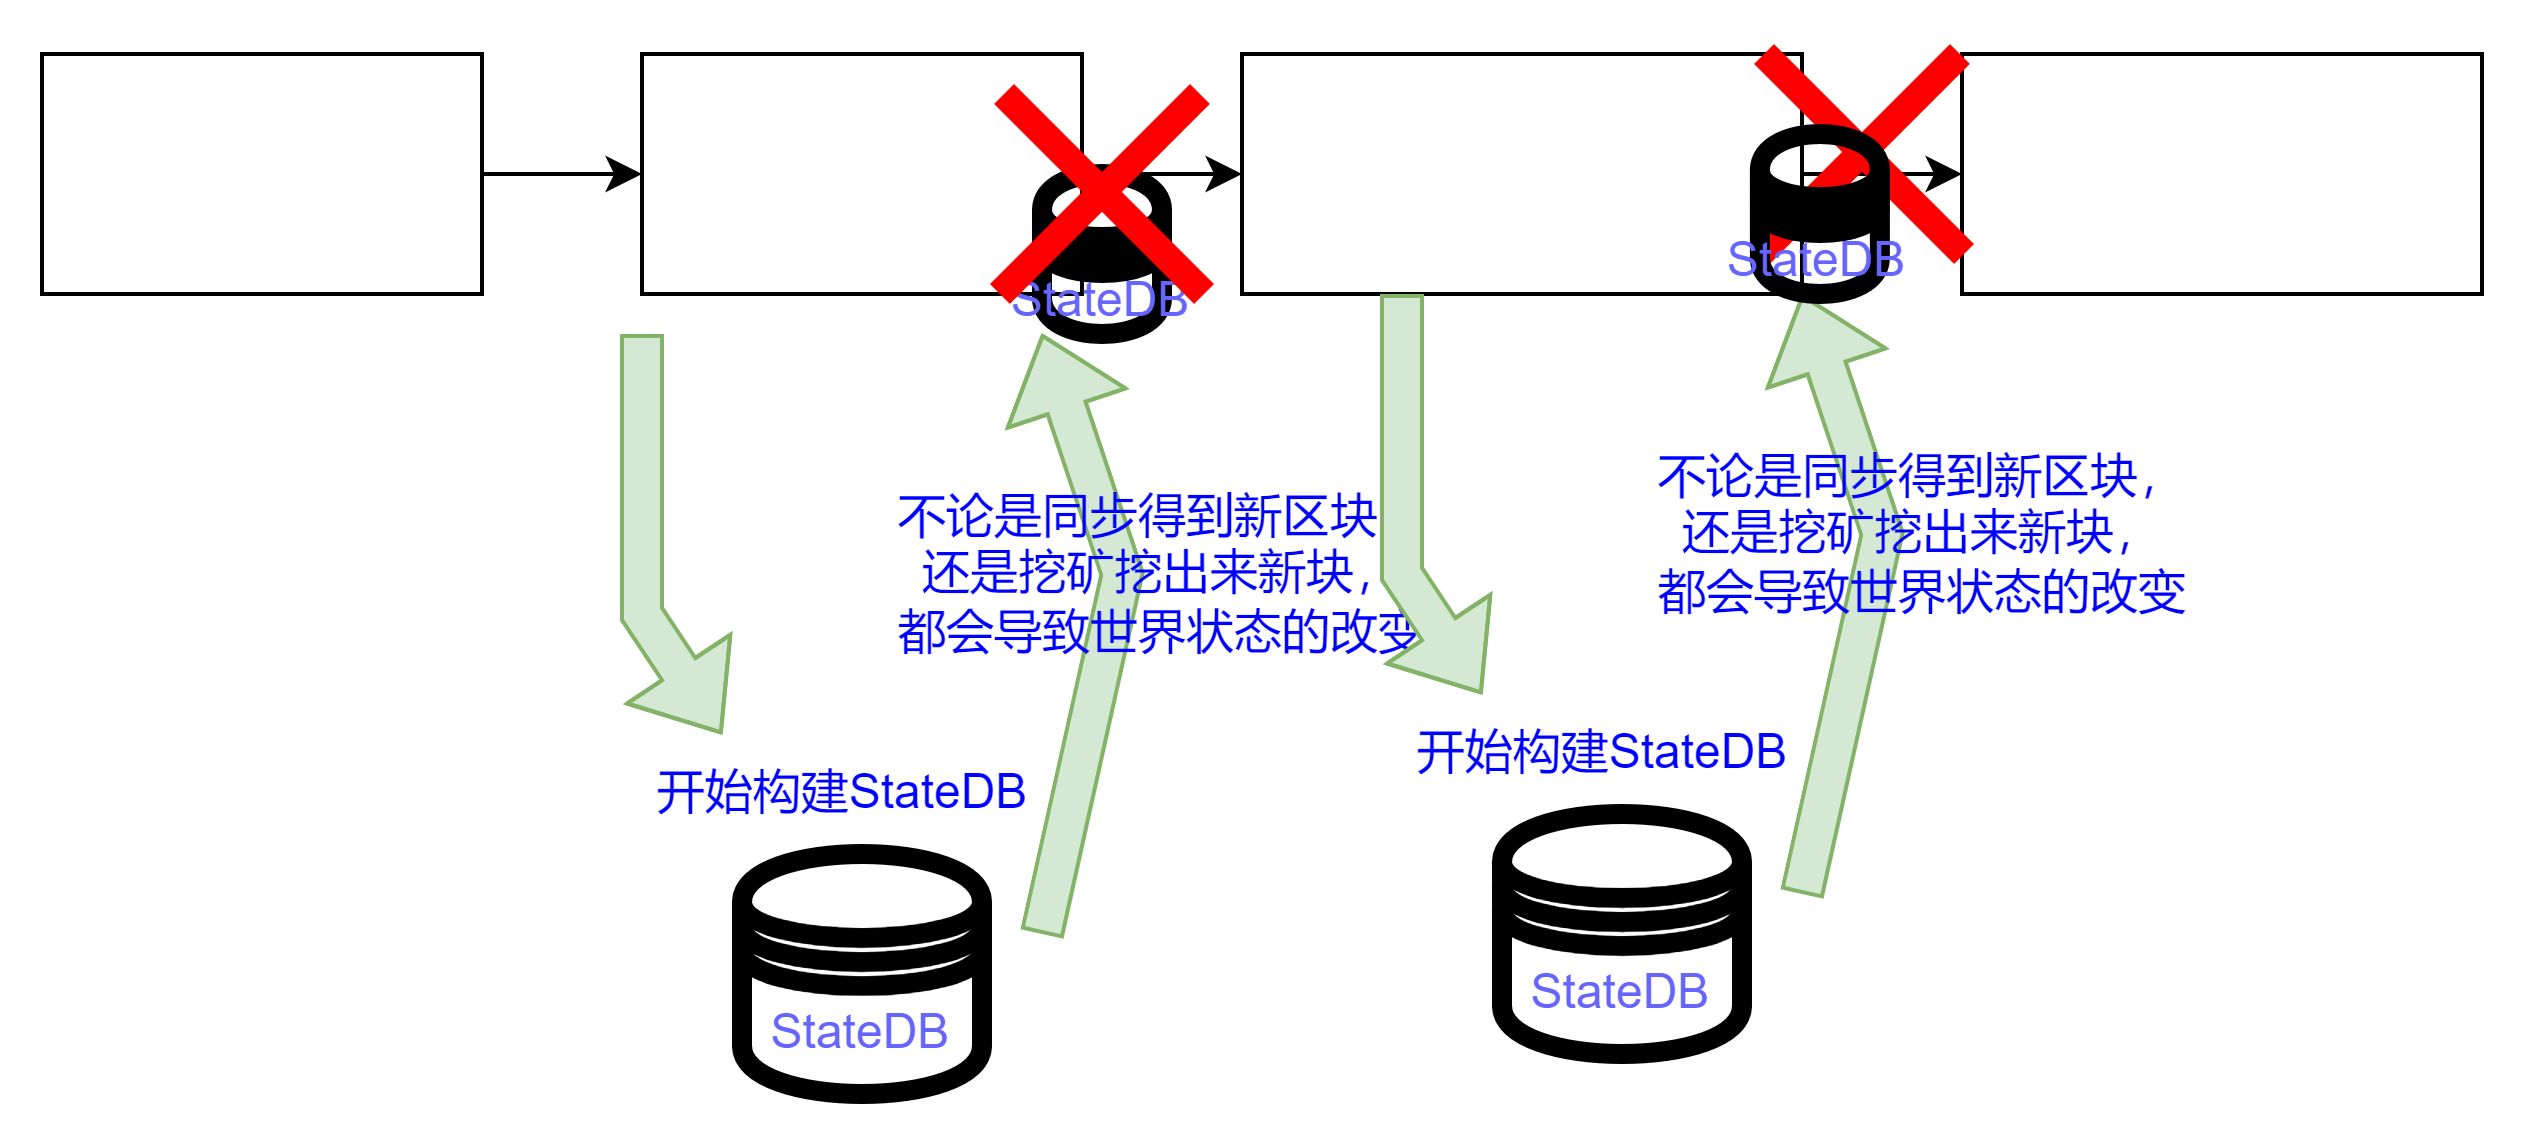 StateDB
StateDB
不论是同步得到新区块
还是挖矿挖出来新块，
都会导致世界状态的改变
不论是同步得到新区块，
还是挖矿挖出来新块，
都会导致世界状态的改变
开始构建StateDB
开始构建StateDB
StateDB
StateDB